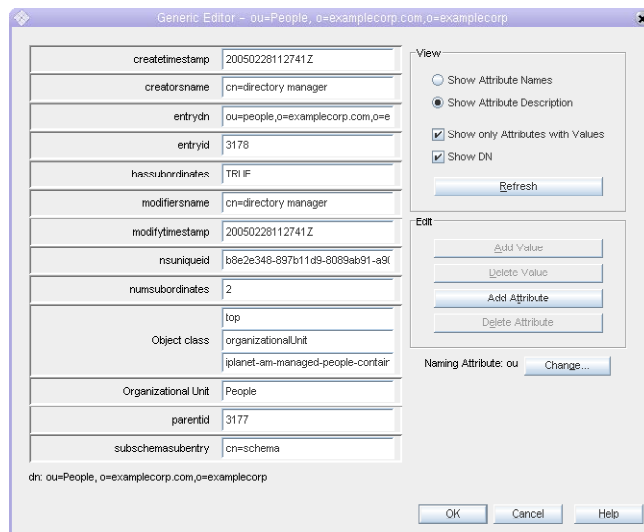 Generic Editor - ou=People, o=examplecorp.com,o=examplecorp
createtimestamp 20050228112741Z
creatorsname cn=directory manager
entrydn ou=people,o=examplecorp.com,o=e
entryid 3178
hassubordinates TRUE
modifiersname cn=directory manager
modifytimestamp 20050228112741Z
nsuniqueid b8e2e348-897b11d9-8089ab91-a90
numsubordinates 2
Object class top
organizationalUnit
iplanet-am-managed-people-contain
Organizational Unit People
parentid 3177
subschemasubentry cn=schema
dn: ou=People, o=examplecorp.com,o=examplecorp
View
Show Attribute Names
Show Attribute Description
Show only Attributes with Values
Show DN
Refresh
Edit
Add Value
Delete Value
Add Attribute
Delete Attribute
Naming Attribute: ou Change...
OK Cancel Help